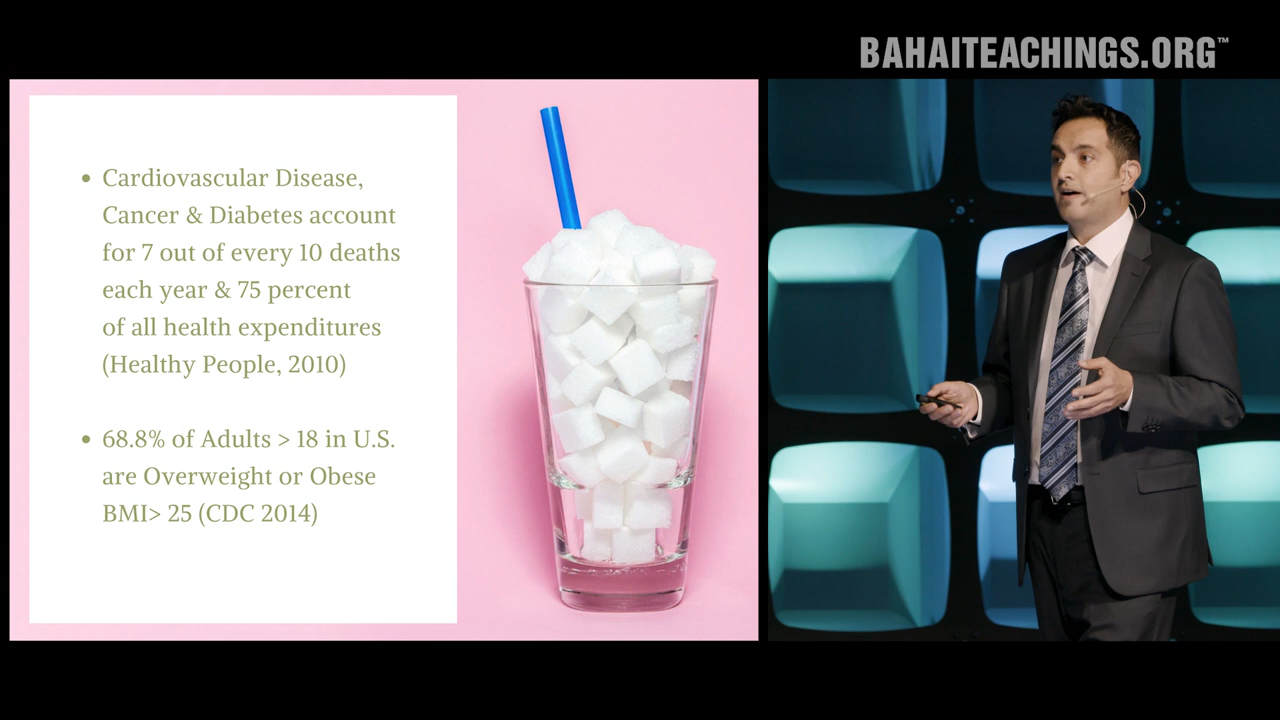 BAHAITEACHINGS.ORG™
• Cardiovascular Disease,
Cancer & Diabetes account
for 7 out of every 10 deaths
each year & 75 percent
of all health expenditures
(Healthy People, 2010)
• 68.8% of Adults > 18 in U.S.
are Overweight or Obese
BMI> 25 (CDC 2014)